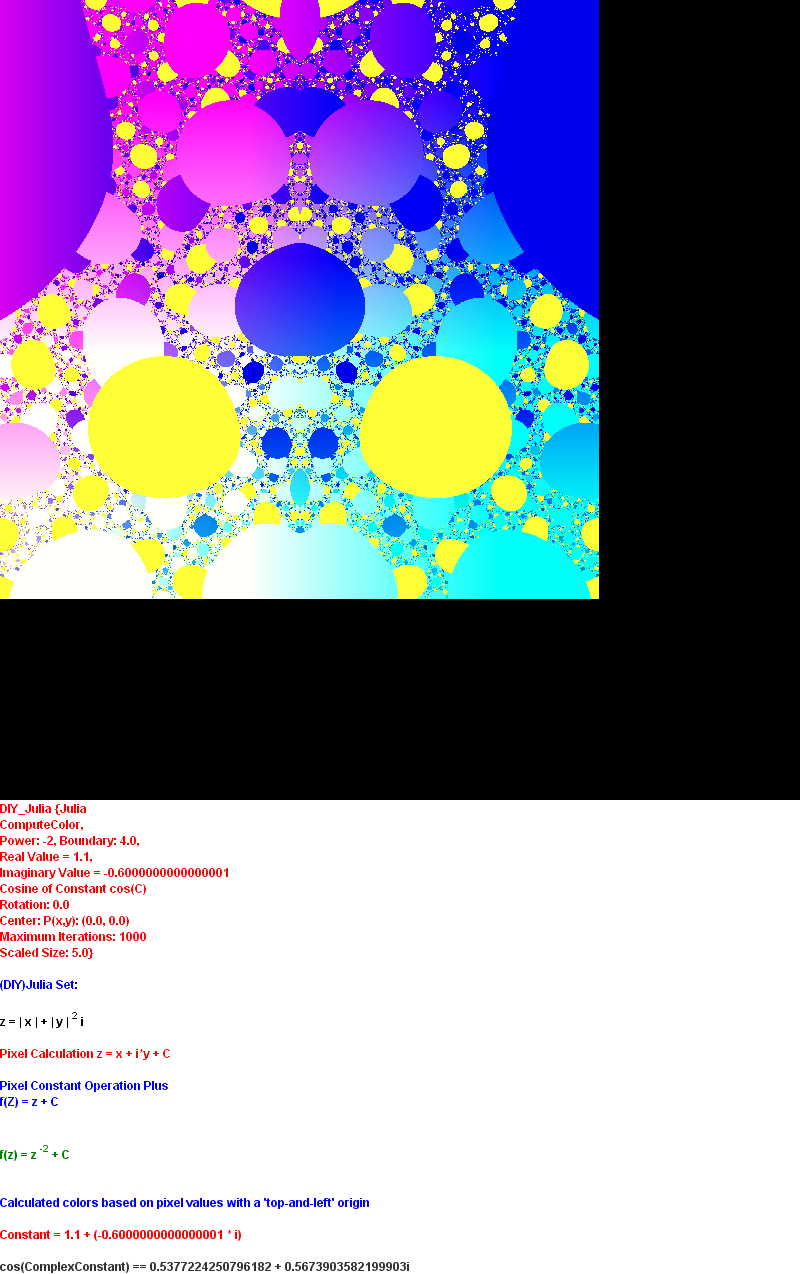 DIY_Julia {Julia
ComputeColor,
Power: -2, Boundary: 4.0,
Real Value = 1.1,
Imaginary Value = -0.6000000000000001
Cosine of Constant cos(C)
Rotation: 0.0
Center: P(x,y): (0.0, 0.0)
Maximum Iterations: 1000
Scaled Size: 5.0}
(DIY)Julia Set:
z = | x | + | y | 2 i
Pixel Calculation z = x + i*y + C
Pixel Constant Operation Plus
f(Z) = z + C
f(z) = z -2 + C
Calculated colors based on pixel values with a 'top-and-left' origin
Constant = 1.1 + (-0.6000000000000001 * i)
cos(ComplexConstant) == 0.5377224250796182 + 0.5673903582199903i